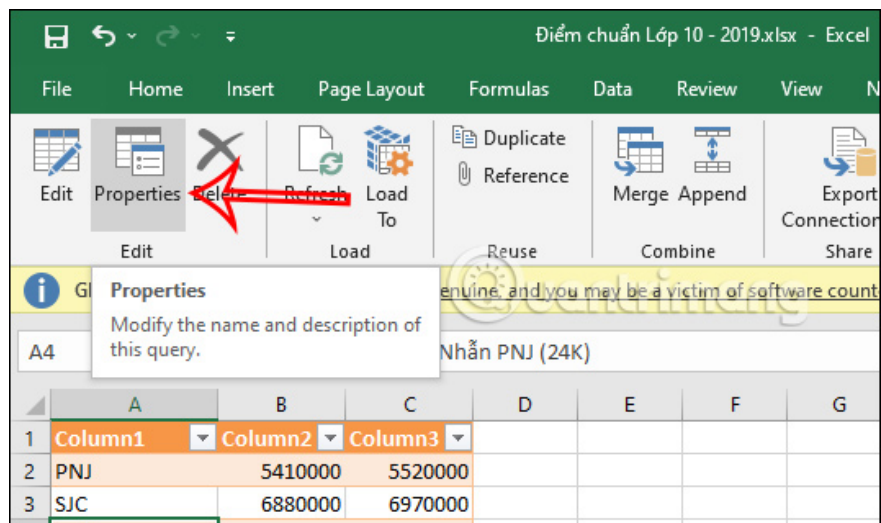 Điểm chuẩn Lớp 10 - 2019.xlsx - Excel
File Home Insert Page Layout Formulas Data Review View N
Edit Properties Delete Refresh Load To Duplicate Reference Merge Append Export Connection
Edit Load Reuse Combine Share
i GE enuine, and you may be a victim of software count
Properties
Modify the name and description of
this query.
A4 Nhẫn PNJ (24K)
Quantrimang
A B C D E F G
1 Column1 Column2 Column3
2 PNJ 5410000 5520000
3 SJC 6880000 6970000